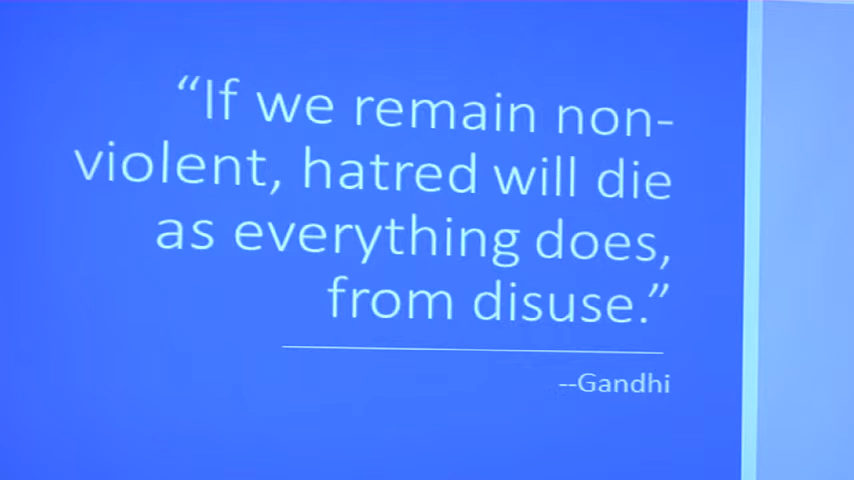 “If we remain non-
violent, hatred will die
as everything does,
from disuse.”
--Gandhi